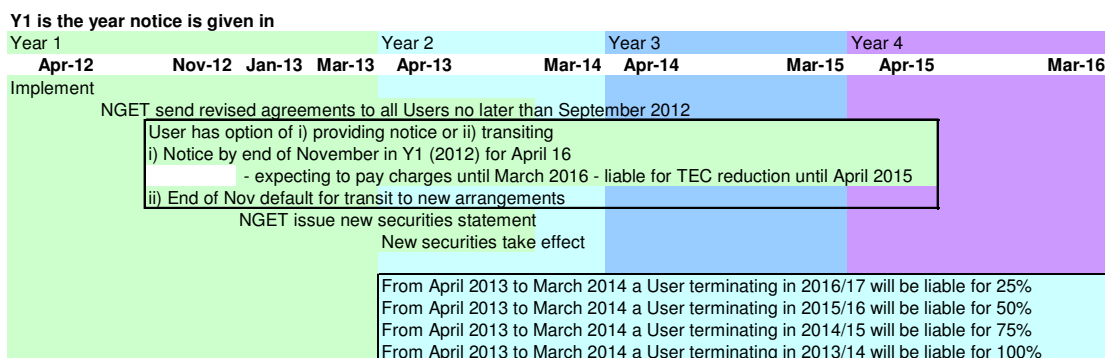 Y1 is the year notice is given in
Year 1 Year 2 Year 3 Year 4
Apr-12 Nov-12 Jan-13 Mar-13 Apr-13 Mar-14 Apr-14 Mar-15 Apr-15 Mar-16
Implement
NGET send revised agreements to all Users no later than September 2012
User has option of i) providing notice or ii) transiting
i) Notice by end of November in Y1 (2012) for April 16
- expecting to pay charges until March 2016 - liable for TEC reduction until April 2015
ii) End of Nov default for transit to new arrangements
NGET issue new securities statement
New securities take effect
From April 2013 to March 2014 a User terminating in 2016/17 will be liable for 25%
From April 2013 to March 2014 a User terminating in 2015/16 will be liable for 50%
From April 2013 to March 2014 a User terminating in 2014/15 will be liable for 75%
From April 2013 to March 2014 a User terminating in 2013/14 will be liable for 100%